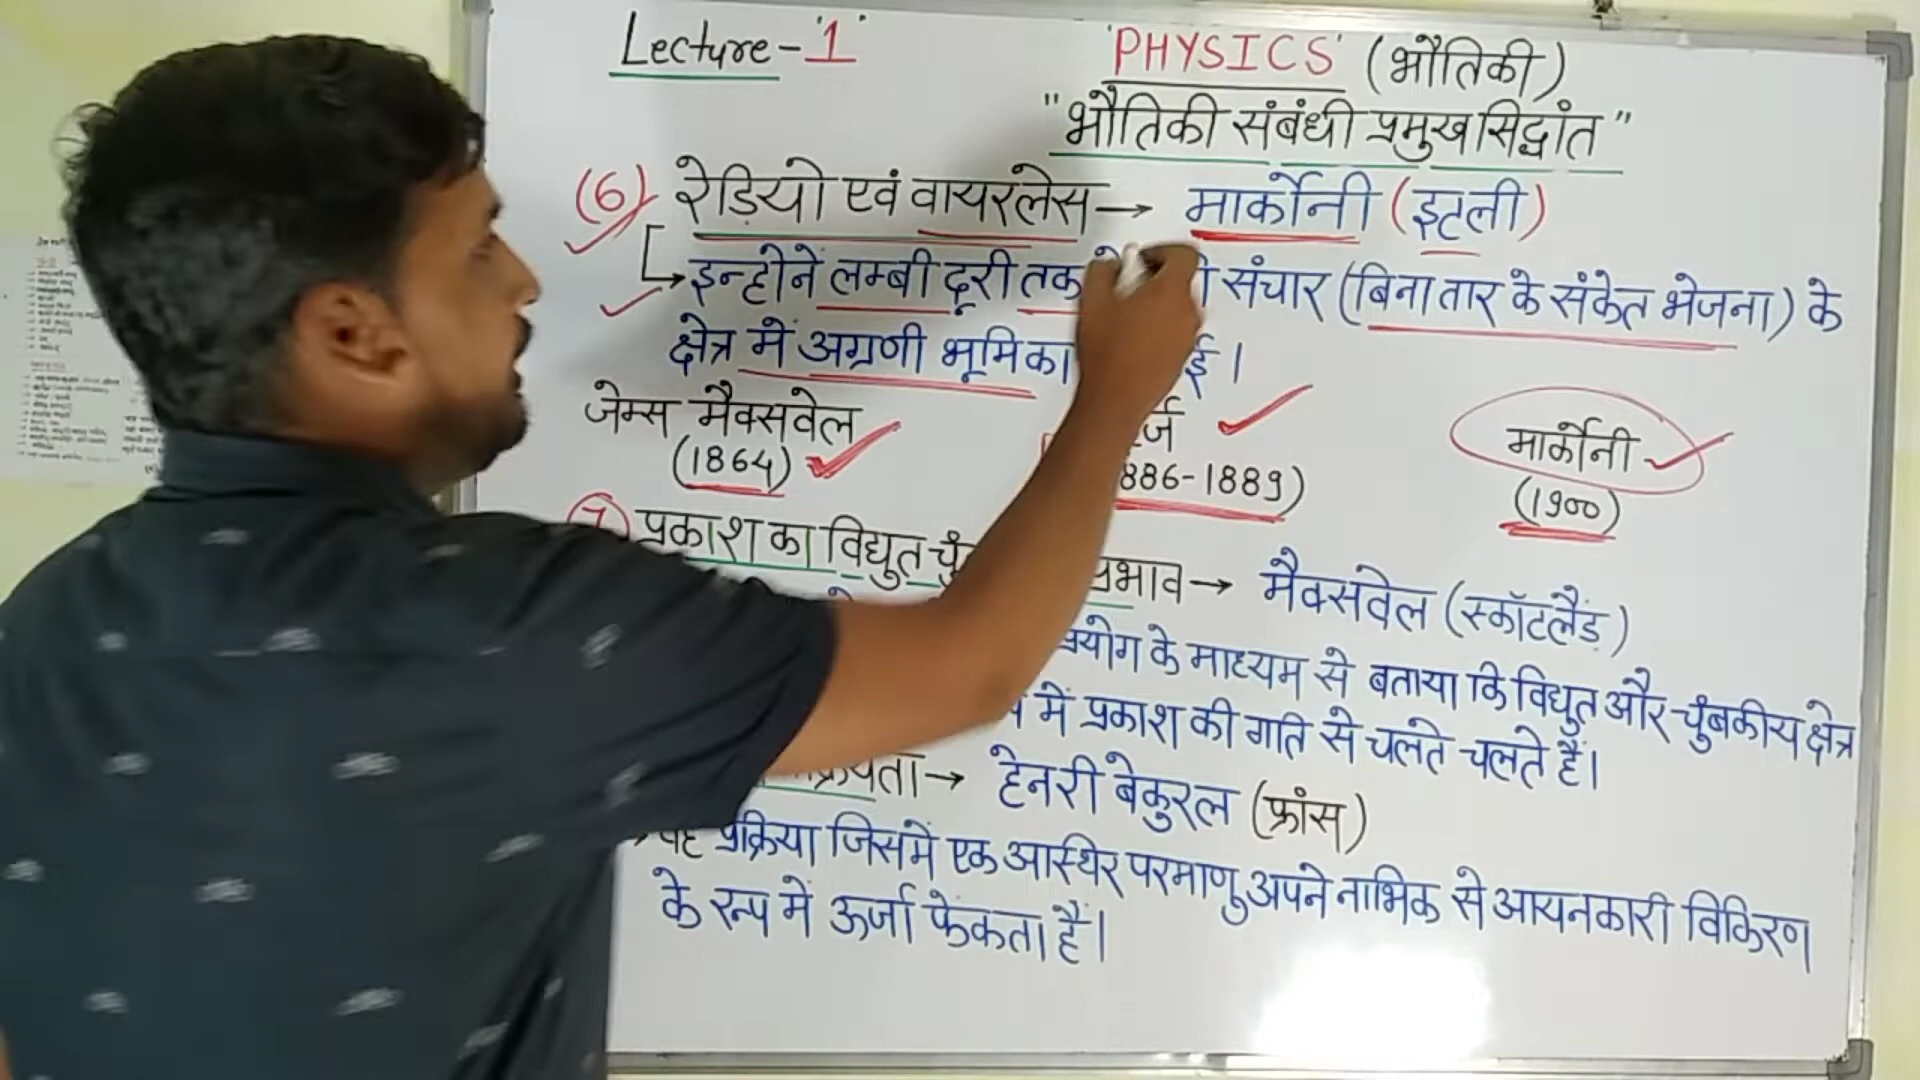 Lecture - '1' 'PHYSICS' (भौतिकी)
"भौतिकी संबंधी प्रमुख सिद्धांत"
(6) रेडियो एवं वायरलेस → मार्कोनी (इटली)
→ इन्होने लम्बी दूरी तक संचार (बिना तार के संकेत भेजना) के
क्षेत्र में अग्रणी भूमिका
जेम्स मैक्सवेल मार्कोनी
(1864) 886-1889) (1900)
प्रकाश का विद्युत → मैक्सवेल (स्कॉटलैंड)
के माध्यम से बताया कि विद्युत और चुंबकीय क्षेत्र
में प्रकाश की गति से चलते चलते हैं।
→ हेनरी बेकुरल (फ्रांस)
प्रक्रिया जिसमें एक अस्थिर परमाणु अपने नाभिक से आयनकारी विकिरण
के रूप में ऊर्जा फेंकता है।